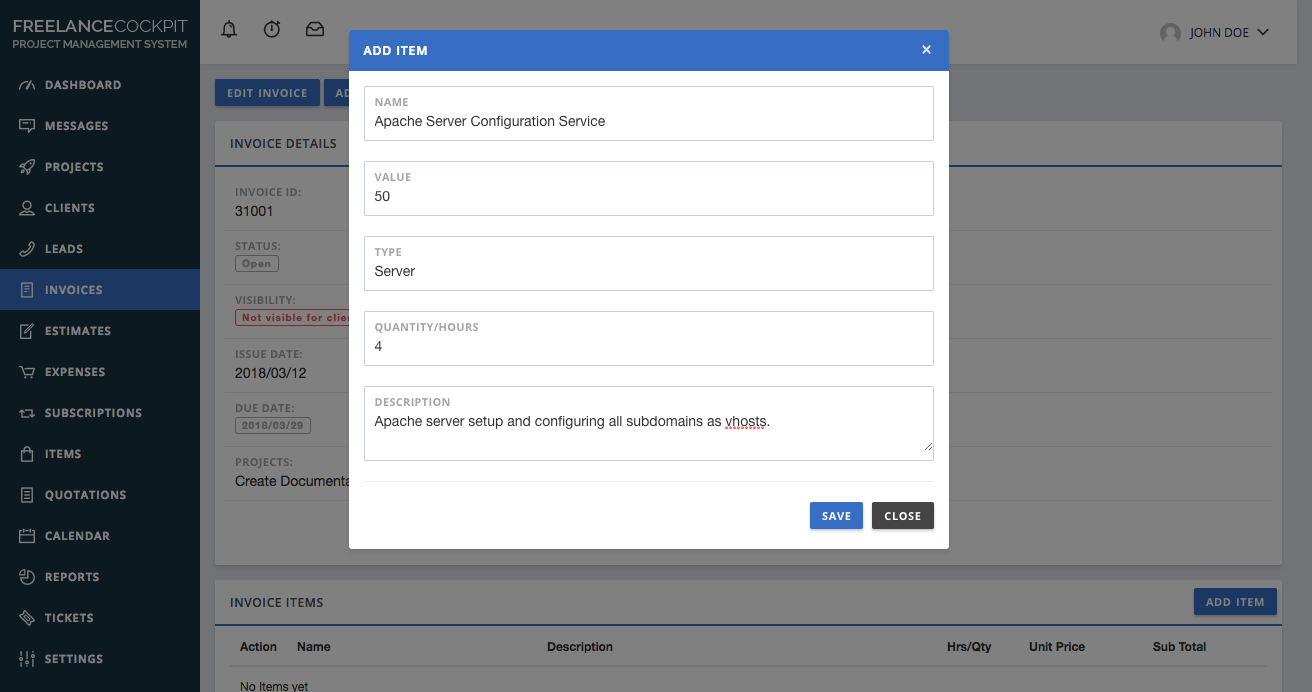 FREELANCECOCKPIT
PROJECT MANAGEMENT SYSTEM
DASHBOARD
MESSAGES
PROJECTS
CLIENTS
LEADS
INVOICES
ESTIMATES
EXPENSES
SUBSCRIPTIONS
ITEMS
QUOTATIONS
CALENDAR
REPORTS
TICKETS
SETTINGS
JOHN DOE
EDIT INVOICE
INVOICE DETAILS
INVOICE ID:
31001
STATUS:
Open
VISIBILITY:
Not visible for
ISSUE DATE:
2018/03/12
DUE DATE:
2018/03/29
PROJECTS:
Create
ADD ITEM
×
NAME
Apache Server Configuration Service
VALUE
50
TYPE
Server
QUANTITY/HOURS
4
DESCRIPTION
Apache server setup and configuring all subdomains as vhosts.
SAVE CLOSE
INVOICE ITEMS
ADD ITEM
Action Name Description Hrs/Qty Unit Price Sub Total
No Items yet